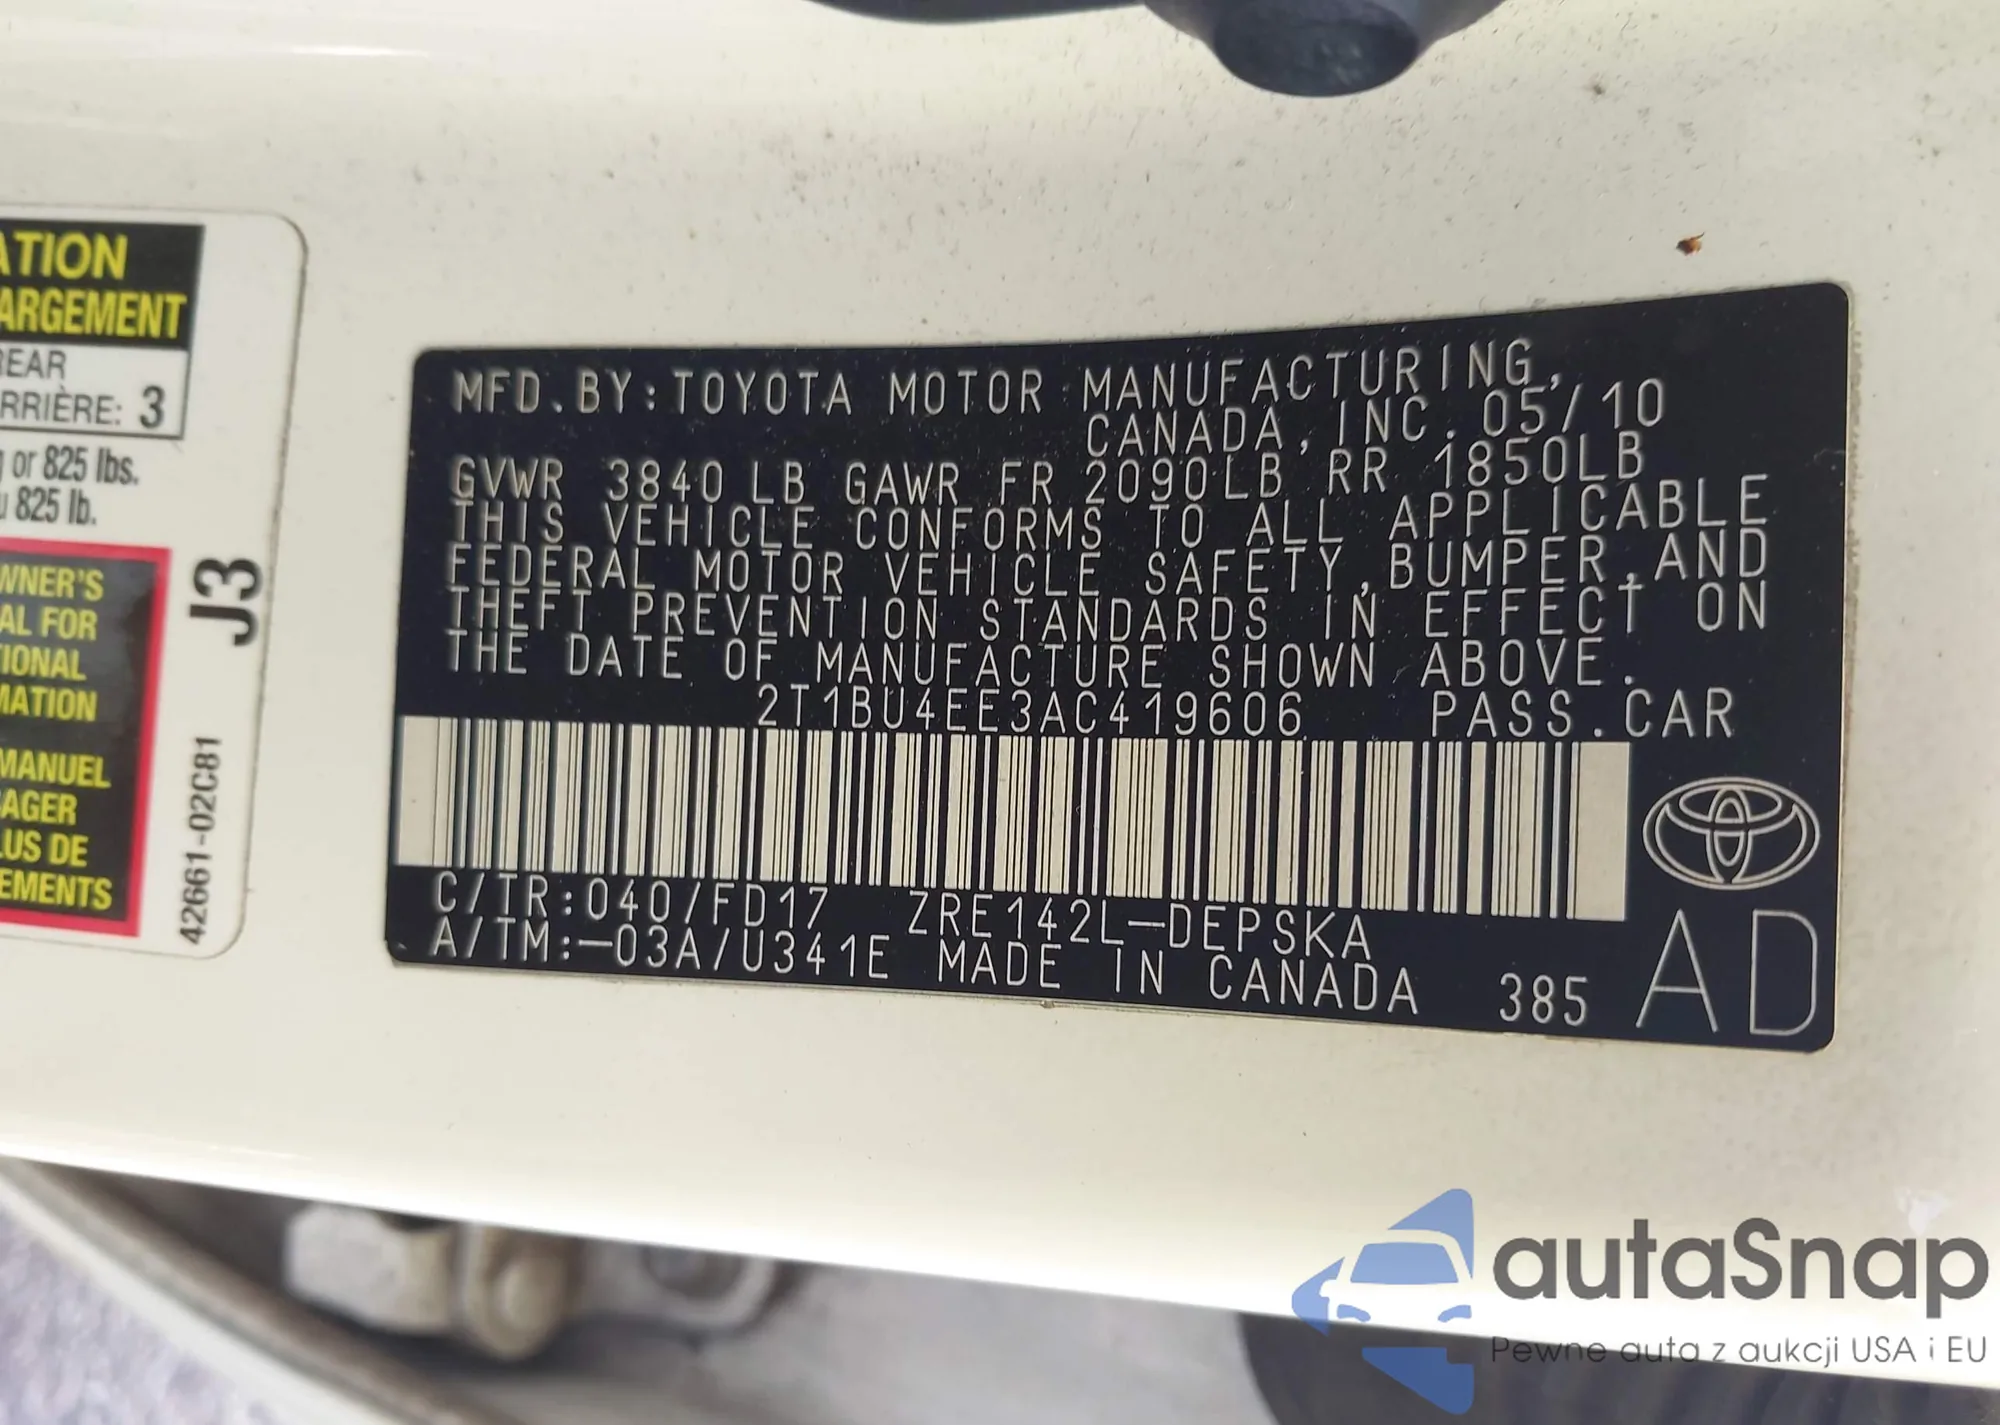 ATION
ARGEMENT
REAR
RRIÈRE: 3
g or 825 lbs.
u 825 lb.
WNER'S
AL FOR
TIONAL
MATION
MANUEL
AGER
LUS DE
EMENTS
J3
42661-02C81
MFD. BY: TOYOTA MOTOR MANUFACTURING,
CANADA, INC. 05/10
GVWR 3840 LB GAWR FR 2090LB RR 1850LB
THIS VEHICLE CONFORMS TO ALL APPLICABLE
FEDERAL MOTOR VEHICLE SAFETY, BUMPER, AND
THEFT PREVENTION STANDARDS IN EFFECT ON
THE DATE OF MANUFACTURE SHOWN ABOVE.
2T1BU4EE3AC419606 PASS. CAR
C/TR: 040/FD17 ZRE142L-DEPSKA
A/TM: -03A/U341E MADE IN CANADA 385
AD
autaSnap
Pewne auta z aukcji USA i EU